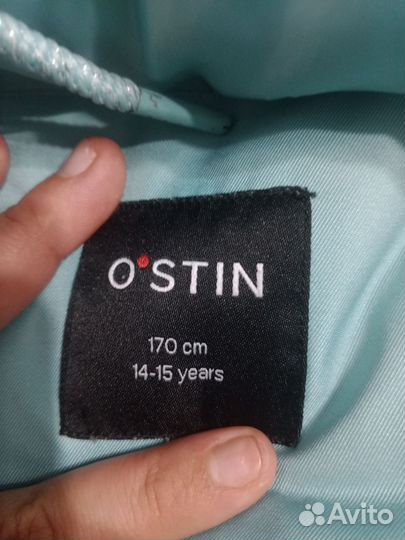 O'STIN
170 cm
14-15 years
Avito